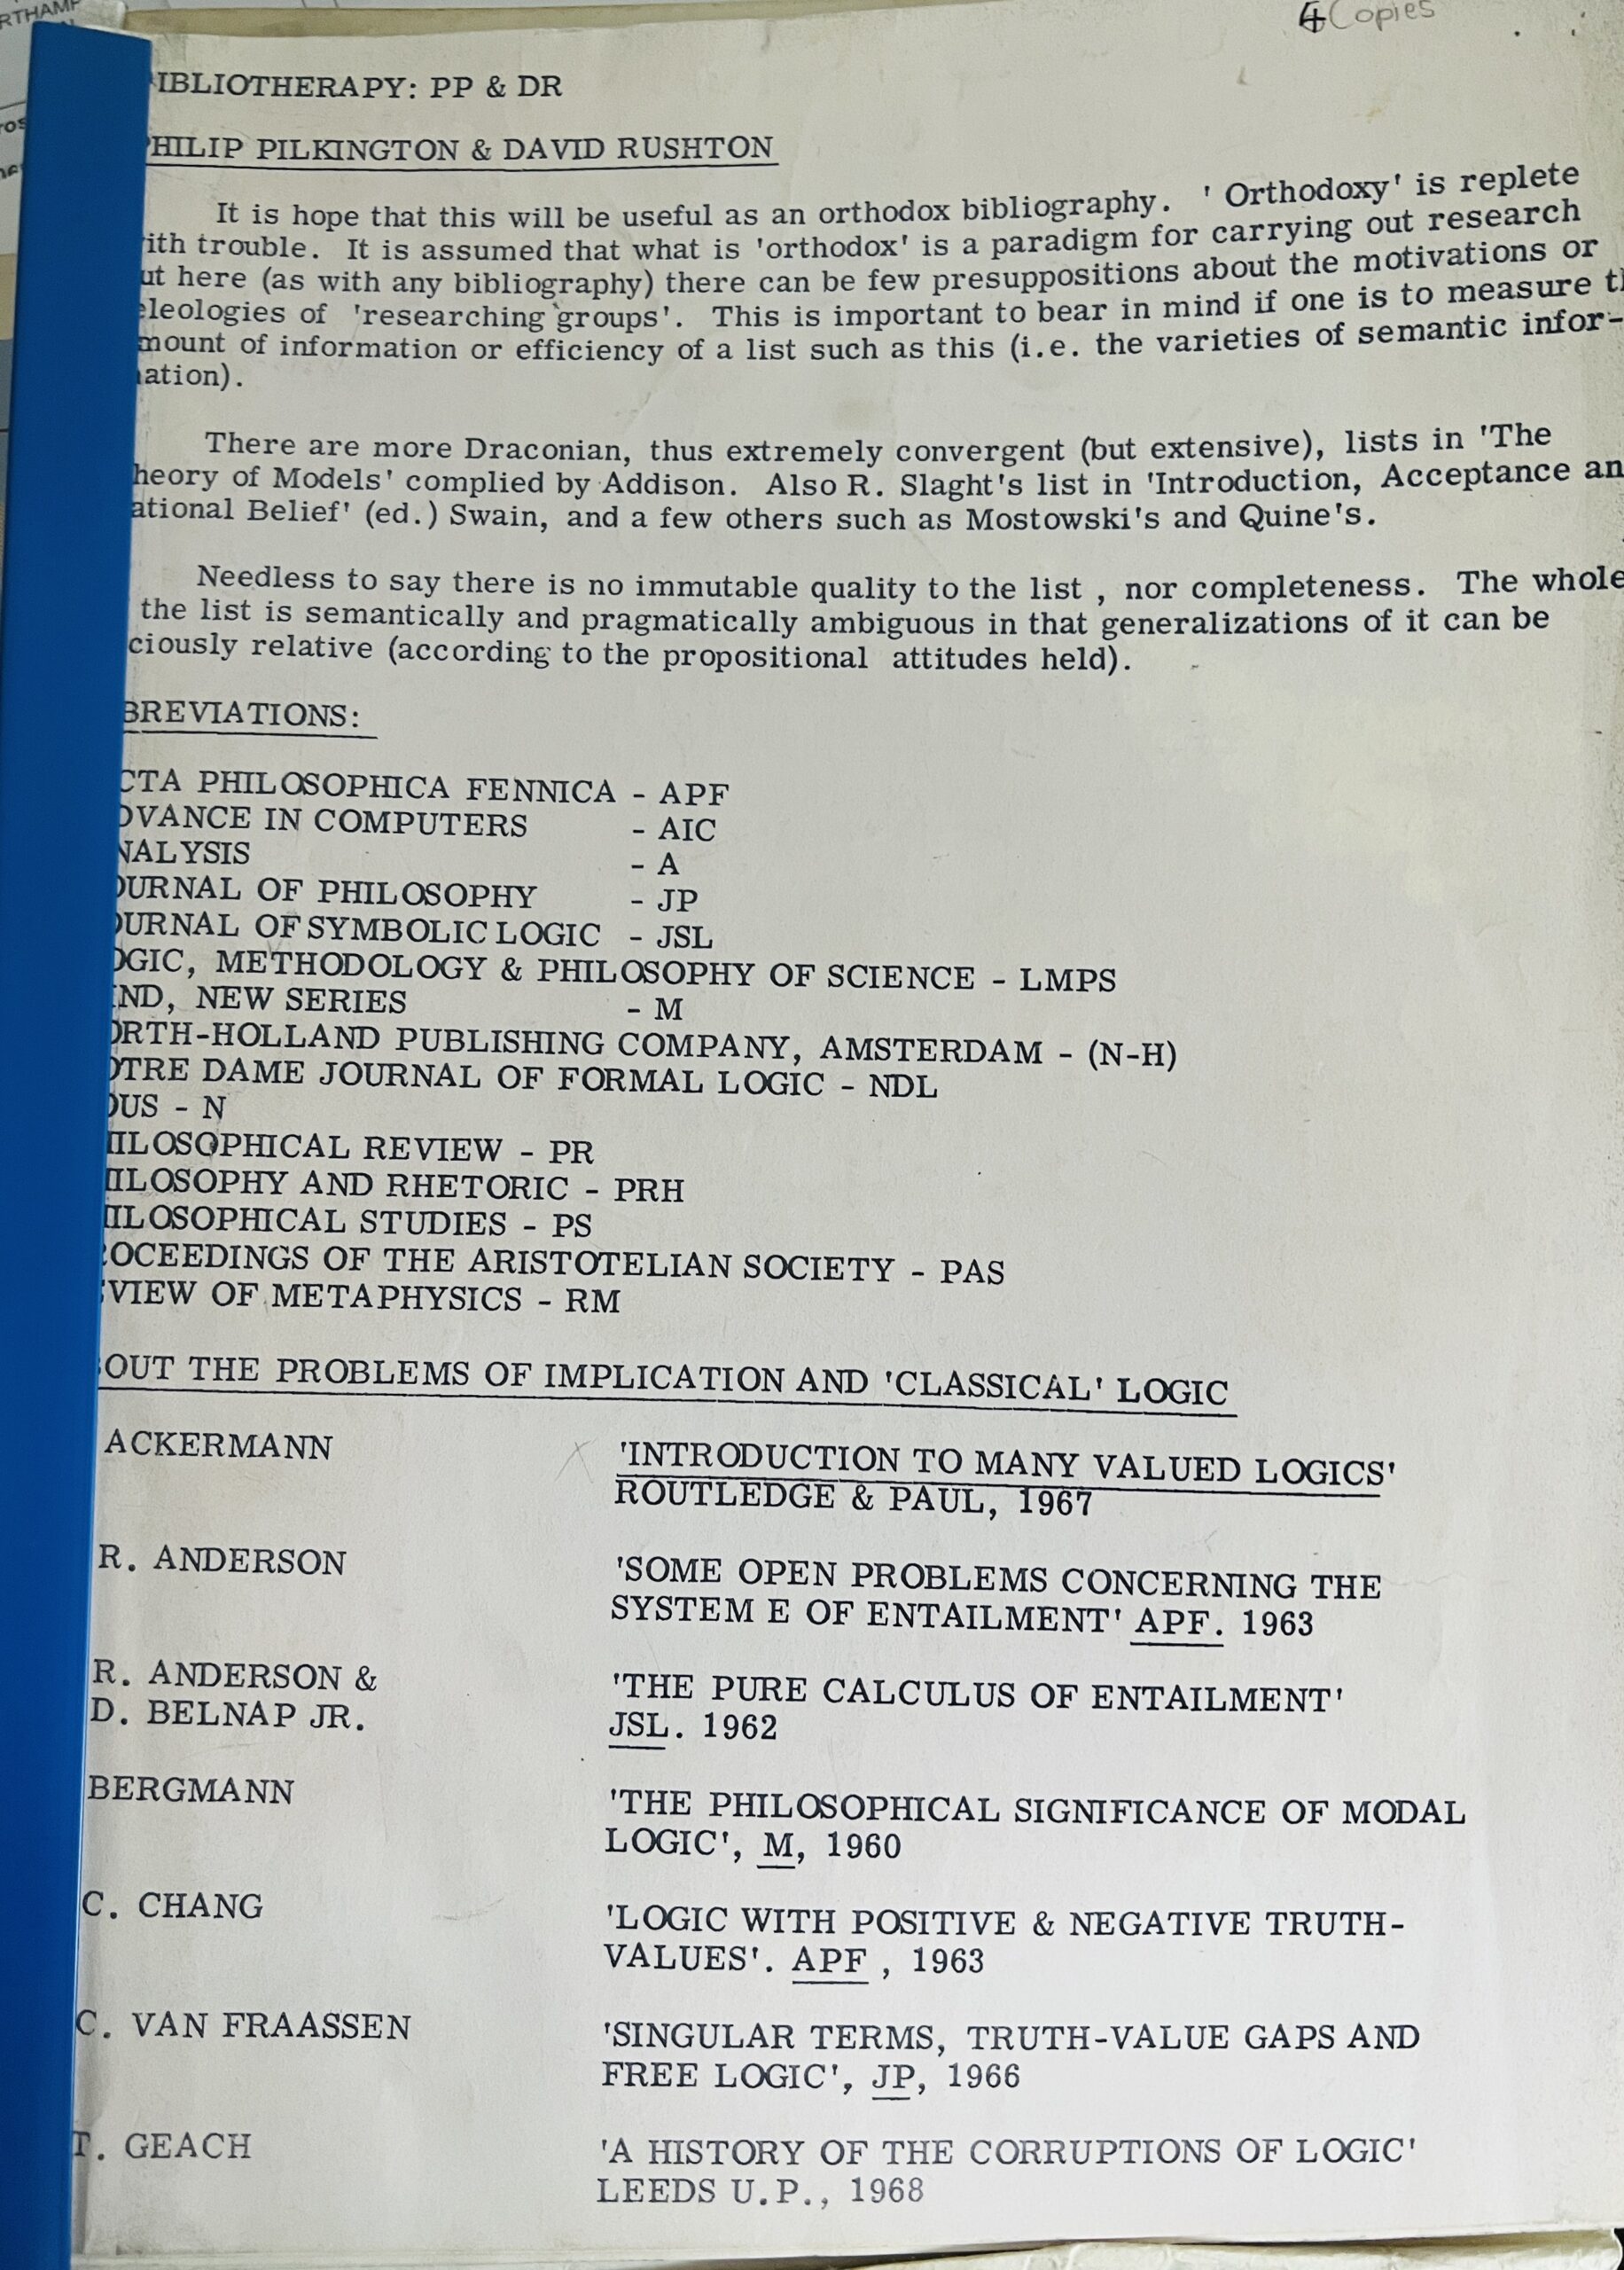 RTHAMP
4 Copies
IBLIOTHERAPY: PP & DR
PHILIP PILKINGTON & DAVID RUSHTON
It is hope that this will be useful as an orthodox bibliography. ' Orthodoxy' is replete
ith trouble. It is assumed that what is 'orthodox' is a paradigm for carrying out research
ut here (as with any bibliography) there can be few presuppositions about the motivations or
eleologies of 'researching groups'. This is important to bear in mind if one is to measure th
mount of information or efficiency of a list such as this (i.e. the varieties of semantic infor-
ation).
There are more Draconian, thus extremely convergent (but extensive), lists in 'The
heory of Models' complied by Addison. Also R. Slaght's list in 'Introduction, Acceptance an
ational Belief' (ed.) Swain, and a few others such as Mostowski's and Quine's.
Needless to say there is no immutable quality to the list , nor completeness. The whole
the list is semantically and pragmatically ambiguous in that generalizations of it can be
ciously relative (according to the propositional attitudes held).
BREVIATIONS:
CTA PHILOSOPHICA FENNICA - APF
DVANCE IN COMPUTERS - AIC
NALYSIS - A
OURNAL OF PHILOSOPHY - JP
OURNAL OF SYMBOLIC LOGIC - JSL
OGIC, METHODOLOGY & PHILOSOPHY OF SCIENCE - LMPS
IND, NEW SERIES - M
ORTH-HOLLAND PUBLISHING COMPANY, AMSTERDAM - (N-H)
OTRE DAME JOURNAL OF FORMAL LOGIC - NDL
OUS - N
HILOSOPHICAL REVIEW - PR
HILOSOPHY AND RHETORIC - PRH
HILOSOPHICAL STUDIES - PS
ROCEEDINGS OF THE ARISTOTELIAN SOCIETY - PAS
EVIEW OF METAPHYSICS - RM
BOUT THE PROBLEMS OF IMPLICATION AND 'CLASSICAL' LOGIC
ACKERMANN 'INTRODUCTION TO MANY VALUED LOGICS'
ROUTLEDGE & PAUL, 1967
R. ANDERSON 'SOME OPEN PROBLEMS CONCERNING THE
SYSTEM E OF ENTAILMENT' APF. 1963
R. ANDERSON & 'THE PURE CALCULUS OF ENTAILMENT'
D. BELNAP JR. JSL. 1962
BERGMANN 'THE PHILOSOPHICAL SIGNIFICANCE OF MODAL
LOGIC', M, 1960
C. CHANG 'LOGIC WITH POSITIVE & NEGATIVE TRUTH-
VALUES'. APF , 1963
C. VAN FRAASSEN 'SINGULAR TERMS, TRUTH-VALUE GAPS AND
FREE LOGIC', JP, 1966
T. GEACH 'A HISTORY OF THE CORRUPTIONS OF LOGIC'
LEEDS U.P., 1968